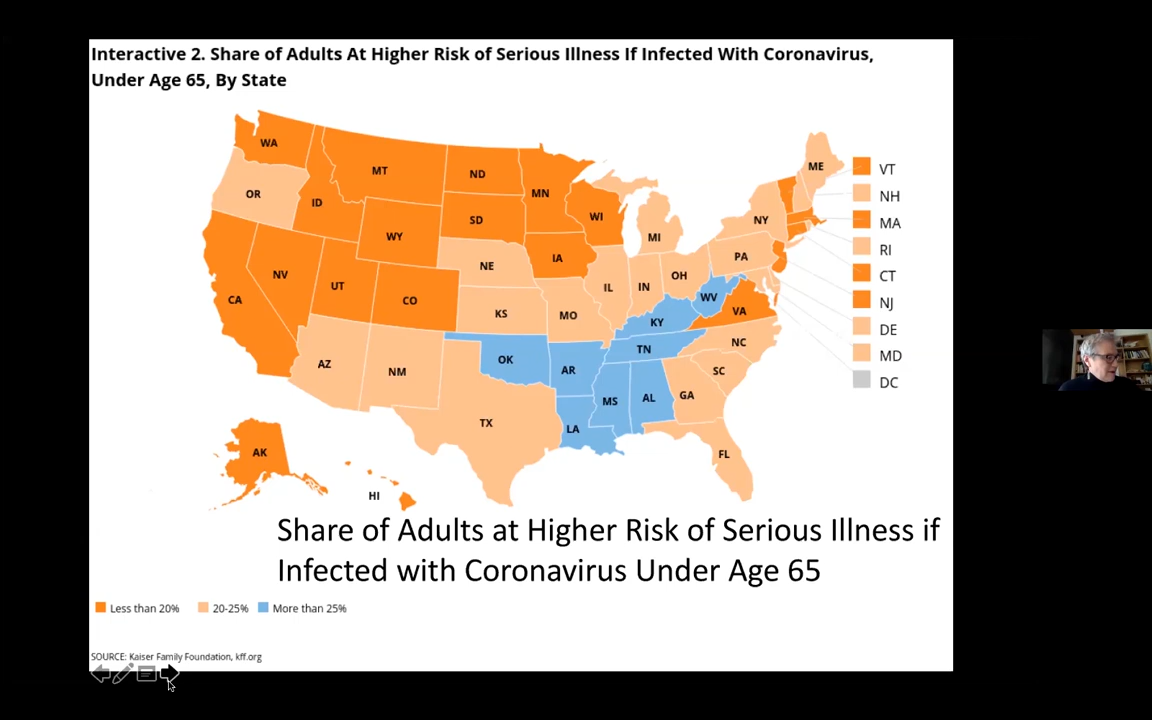 Interactive 2. Share of Adults At Higher Risk of Serious Illness If Infected With Coronavirus,
Under Age 65, By State
WA
MT
ND
MN
OR
ID
SD
WI
WY
MI
NY
ME
NE
IA
PA
NV
UT
CO
IL
IN
OH
CA
KS
MO
WV
VA
KY
AZ
NM
OK
AR
TN
NC
SC
MS
AL
GA
TX
LA
FL
AK
HI
VT
NH
MA
RI
CT
NJ
DE
MD
DC
Share of Adults at Higher Risk of Serious Illness if
Infected with Coronavirus Under Age 65
Less than 20% 20-25% More than 25%
SOURCE: Kaiser Family Foundation, kff.org